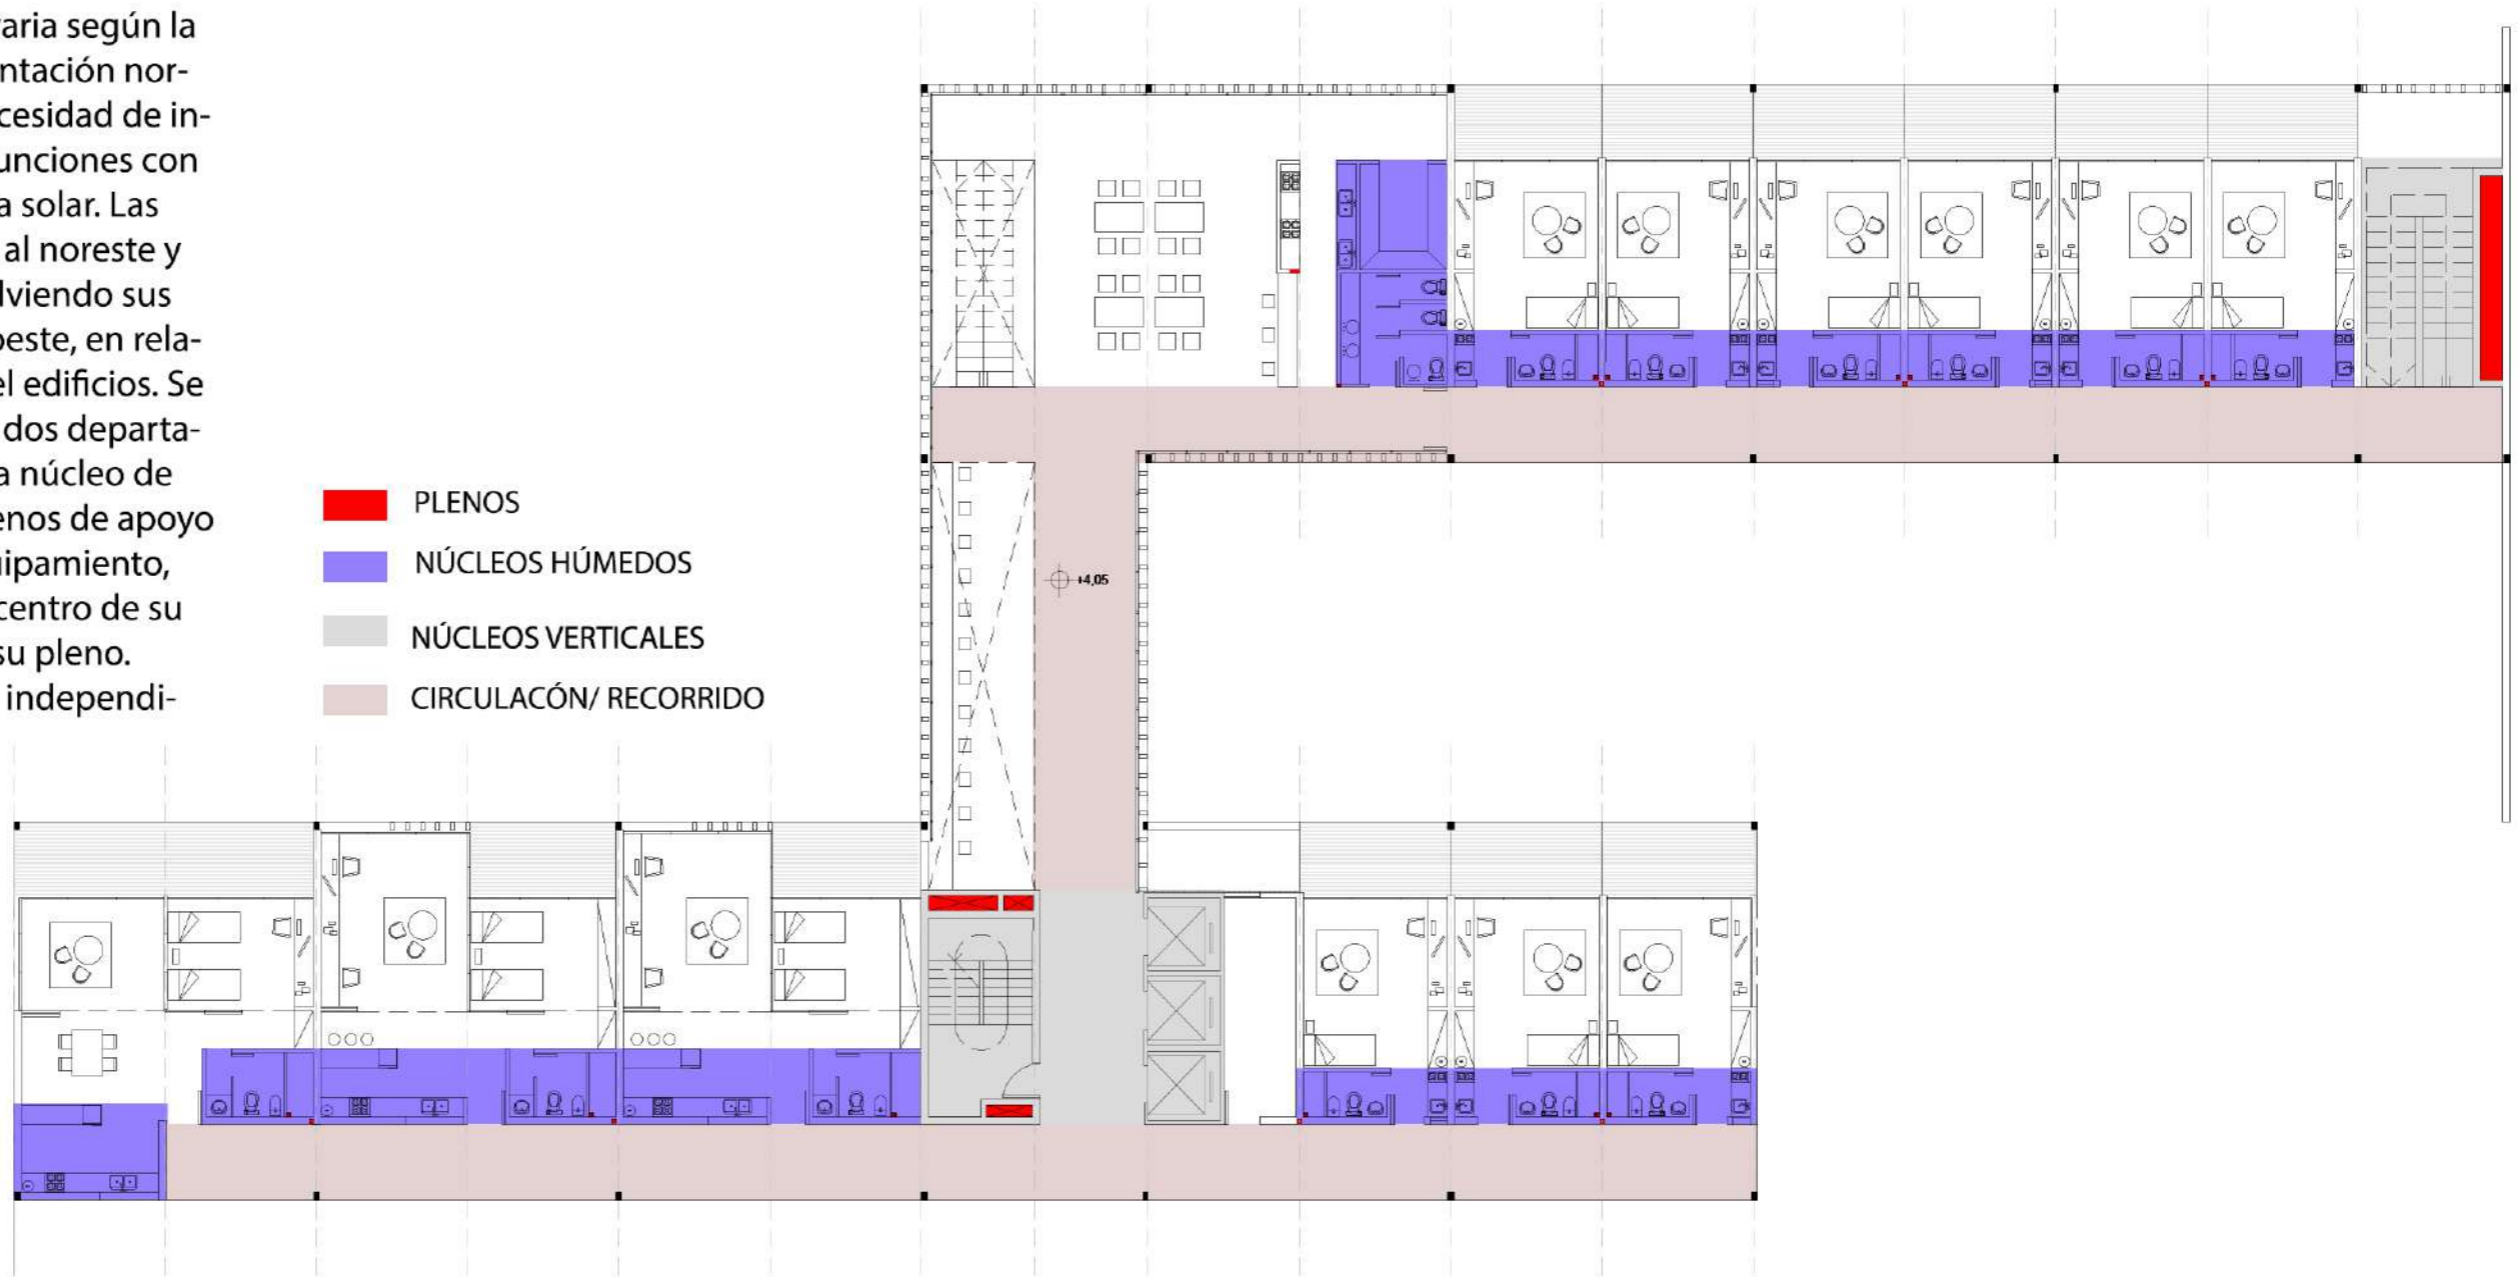 varia según la
ntación nor-
cesidad de in-
unciones con
a solar. Las
al noreste y
lviendo sus
oeste, en rela-
el edificios. Se
dos departa-
a núcleo de
enos de apoyo
uipamiento,
centro de su
su pleno.
independi-
PLENOS
NÚCLEOS HÚMEDOS
NÚCLEOS VERTICALES
CIRCULACÓN/ RECORRIDO
+4,05